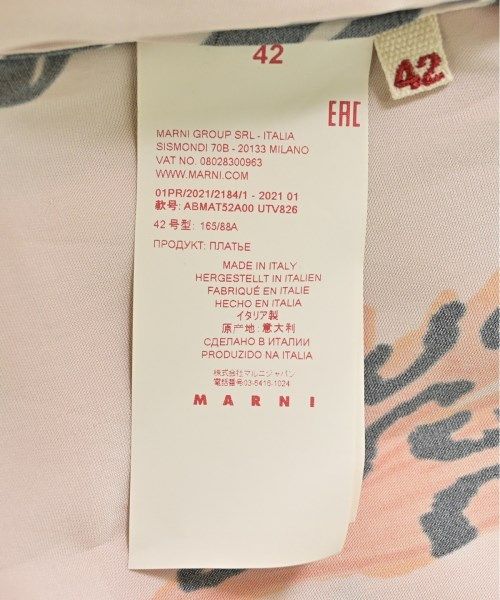 42
42
EAC
MARNI GROUP SRL - ITALIA
SISMONDI 70B - 20133 MILANO
VAT NO. 08028300963
WWW.MARNI.COM
01PR/2021/2184/1 - 2021 01
款号: ABMAT52A00 UTV826
42 号型: 165/88A
ПРОДУКТ: ПЛАТЬЕ
MADE IN ITALY
HERGESTELLT IN ITALIEN
FABRIQUÉ EN ITALIE
HECHO EN ITALIA
イタリア製
原产地: 意大利
СДЕЛАНО В ИТАЛИИ
PRODUZIDO NA ITALIA
株式会社マルニジャパン
電話番号03-5416-1024
MARNI